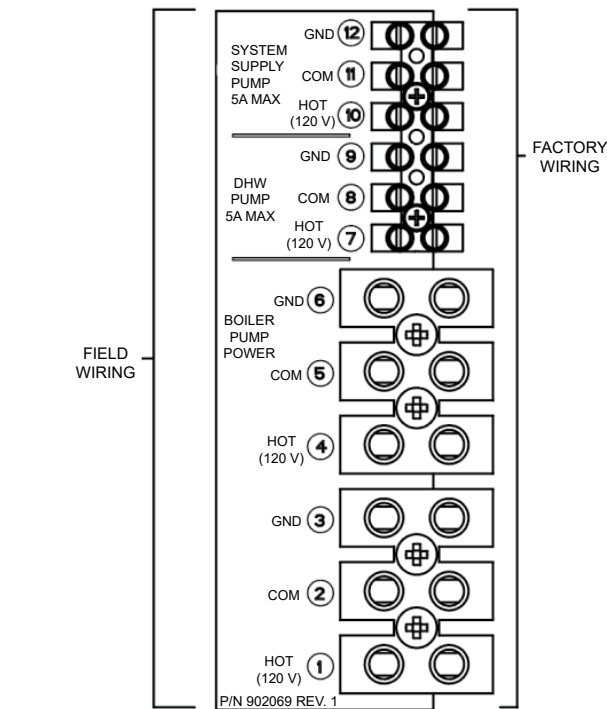 GND 12
SYSTEM
SUPPLY
PUMP
5A MAX
COM 11
HOT
(120 V) 10
GND 9
DHW
PUMP
5A MAX
COM 8
HOT
(120 V) 7
GND 6
BOILER
PUMP
POWER
COM 5
HOT
(120 V) 4
GND 3
COM 2
HOT
(120 V) 1
P/N 902069 REV. 1
FIELD
WIRING
FACTORY
WIRING